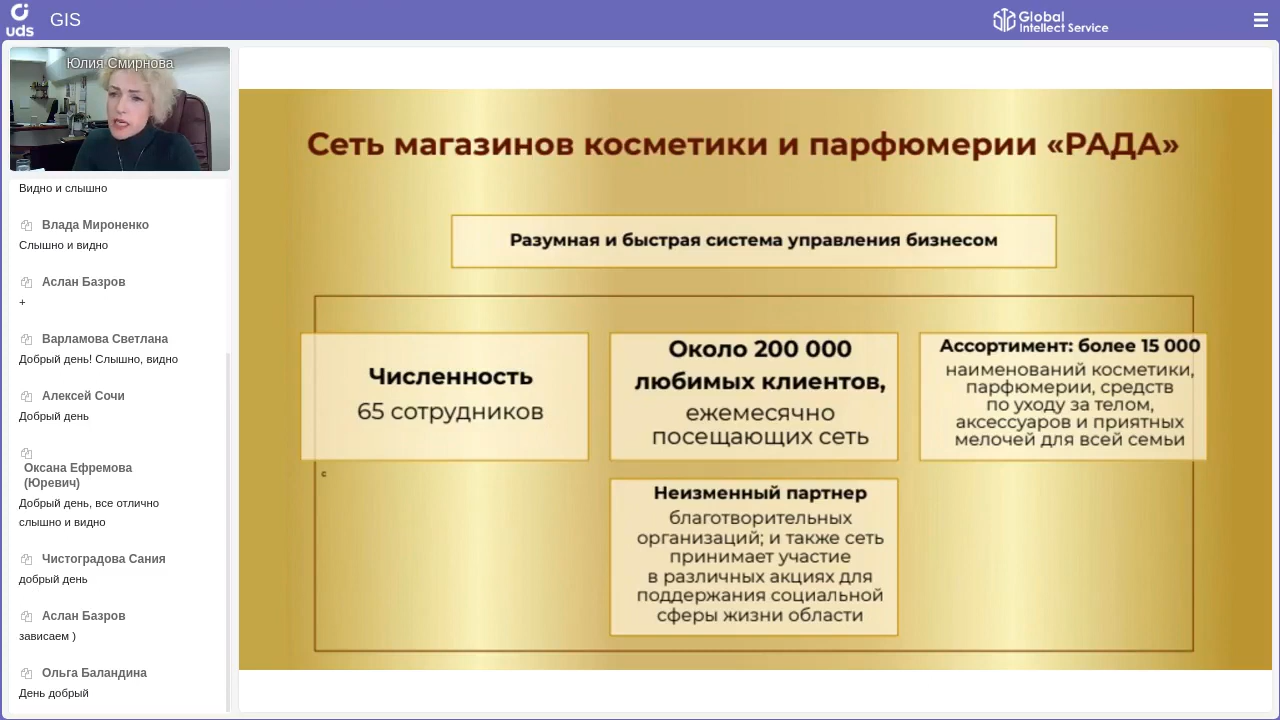 uds
GIS
Global
Intellect Service
Юлия Смирнова
Видно и слышно
Влада Мироненко
Слышно и видно
Аслан Базров
+
Варламова Светлана
Добрый день! Слышно, видно
Алексей Сочи
Добрый день
Оксана Ефремова
(Юревич)
Добрый день, все отлично
слышно и видно
Чистоградова Сания
добрый день
Аслан Базров
зависаем )
Ольга Баландина
День добрый
Сеть магазинов косметики и парфюмерии «РАДА»
Разумная и быстрая система управления бизнесом
Численность
65 сотрудников
Около 200 000
любимых клиентов,
ежемесячно
посещающих сеть
Ассортимент: более 15 000
наименований косметики,
парфюмерии, средств
по уходу за телом,
аксессуаров и приятных
мелочей для всей семьи
с
Неизменный партнер
благотворительных
организаций; и также сеть
принимает участие
в различных акциях для
поддержания социальной
сферы жизни области